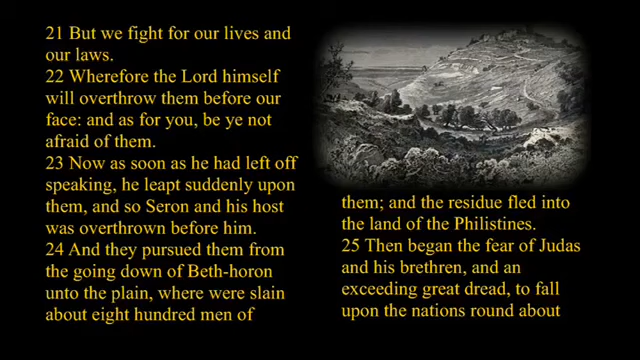 21 But we fight for our lives and
our laws.
22 Wherefore the Lord himself
will overthrow them before our
face: and as for you, be ye not
afraid of them.
23 Now as soon as he had left off
speaking, he leapt suddenly upon
them, and so Seron and his host
was overthrown before him.
24 And they pursued them from
the going down of Beth-horon
unto the plain, where were slain
about eight hundred men of
them; and the residue fled into
the land of the Philistines.
25 Then began the fear of Judas
and his brethren, and an
exceeding great dread, to fall
upon the nations round about